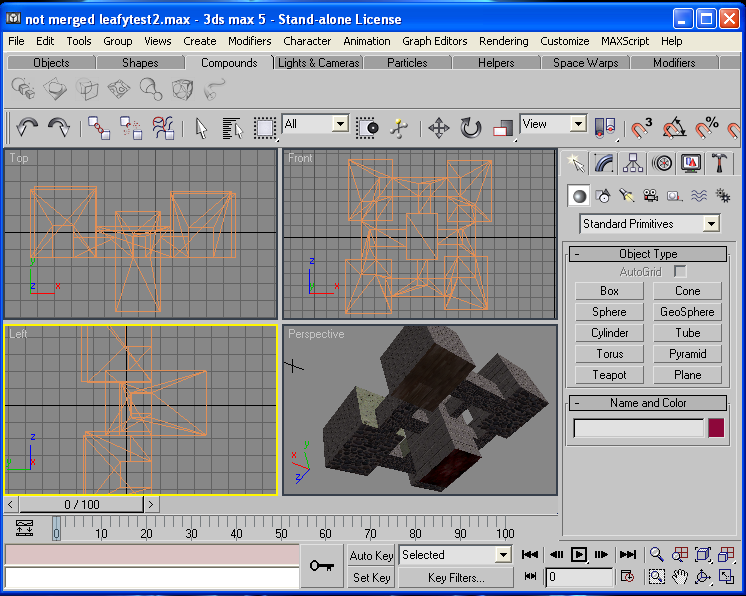 not merged leafytest2.max - 3ds max 5 - Stand-alone License
File Edit Tools Group Views Create Modifiers Character Animation Graph Editors Rendering Customize MAXScript Help
Objects Shapes Compounds Lights & Cameras Particles Helpers Space Warps Modifiers
All View 3 %
Top Front
Standard Primitives
Object Type
AutoGrid
Box Cone
Sphere GeoSphere
Cylinder Tube
Torus Pyramid
Teapot Plane
Name and Color
y z
z x x
Left Perspective
z y
y x x
z
< 0 / 100 >
0 10 20 30 40 50 60 70 80 90 100
Auto Key Selected
Set Key Key Filters... 0